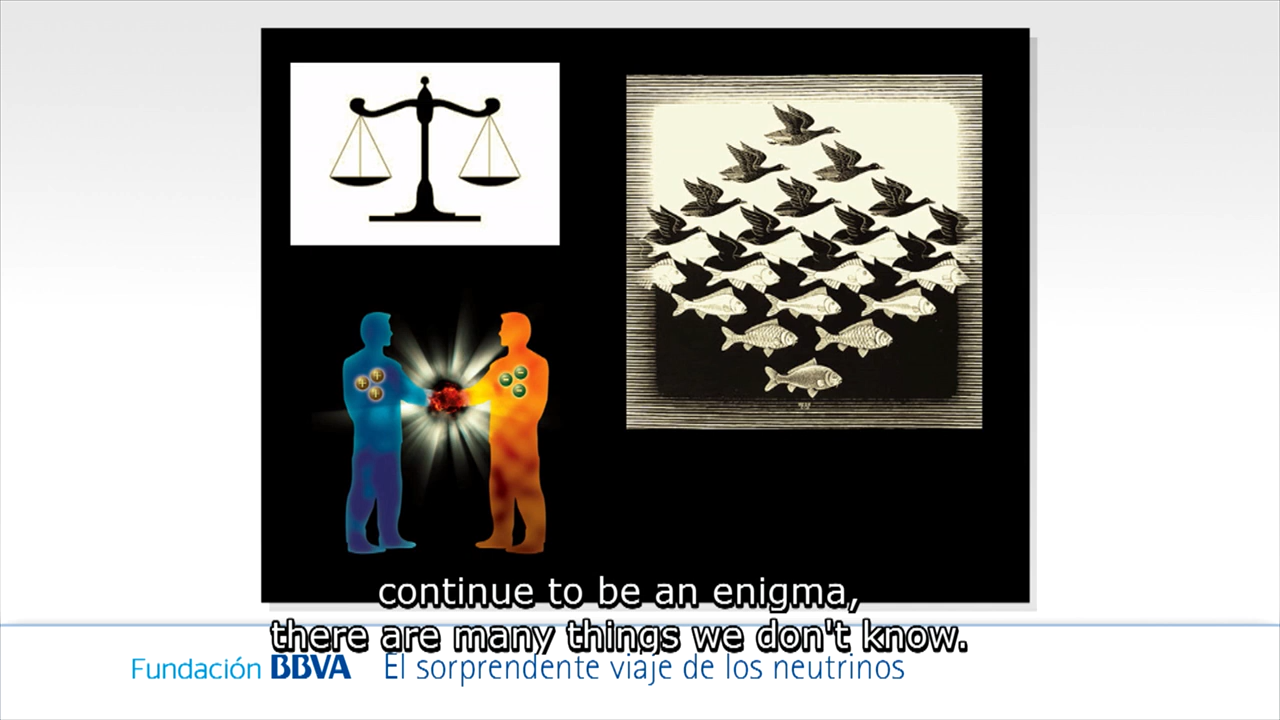 continue to be an enigma,
there are many things we don't know.
Fundación BBVA El sorprendente viaje de los neutrinos